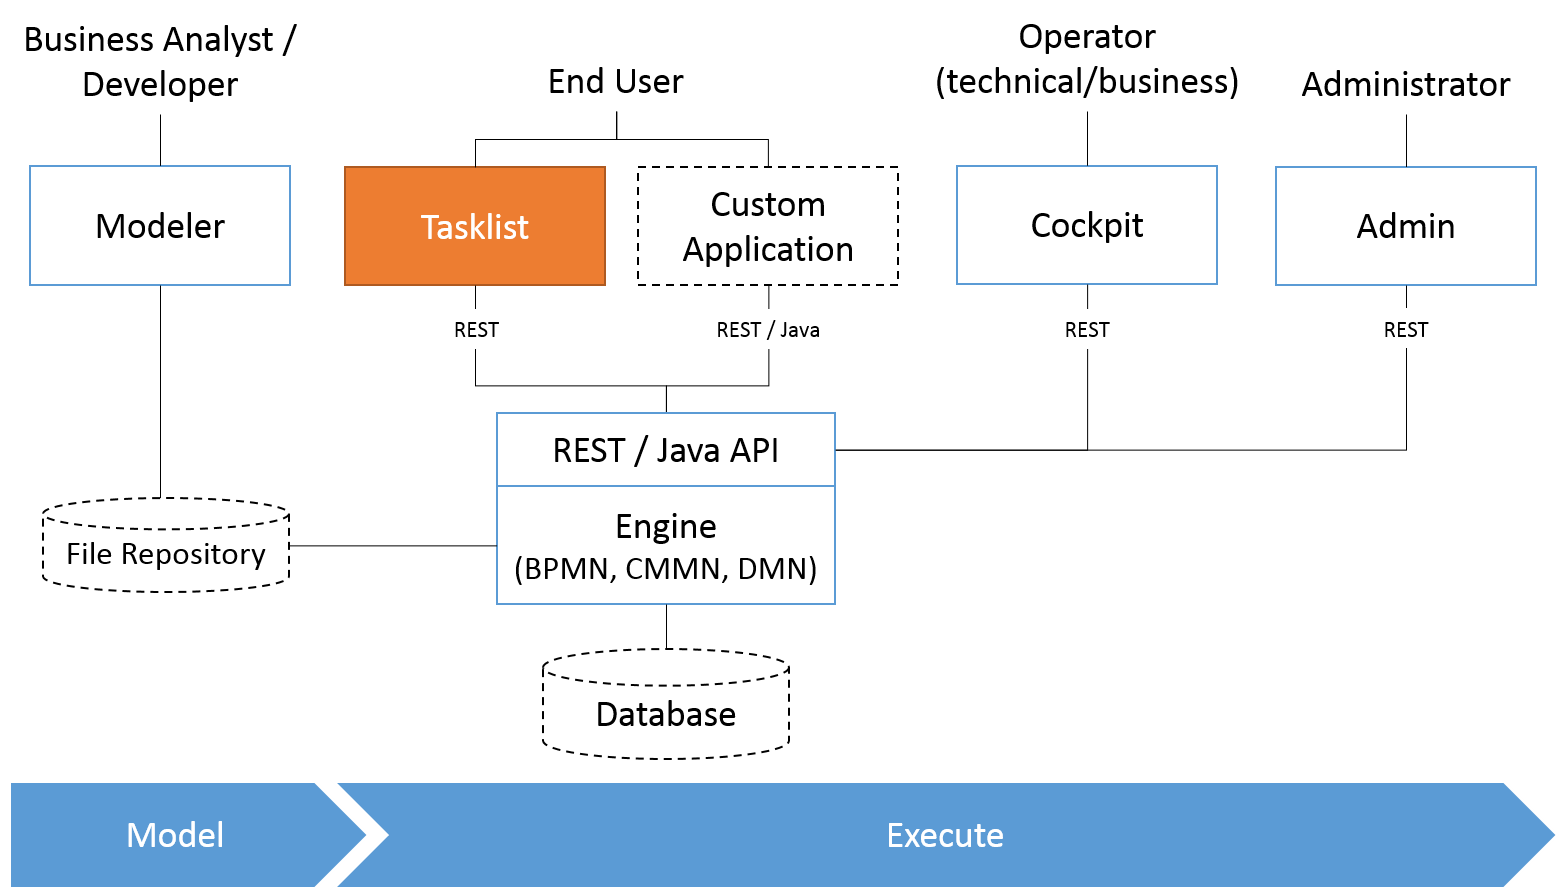 Business Analyst /
Developer
End User
Operator
(technical/business)
Administrator
Modeler
Tasklist
Custom
Application
Cockpit
Admin
REST
REST / Java
REST
REST
REST / Java API
Engine
(BPMN, CMMN, DMN)
File Repository
Database
Model
Execute